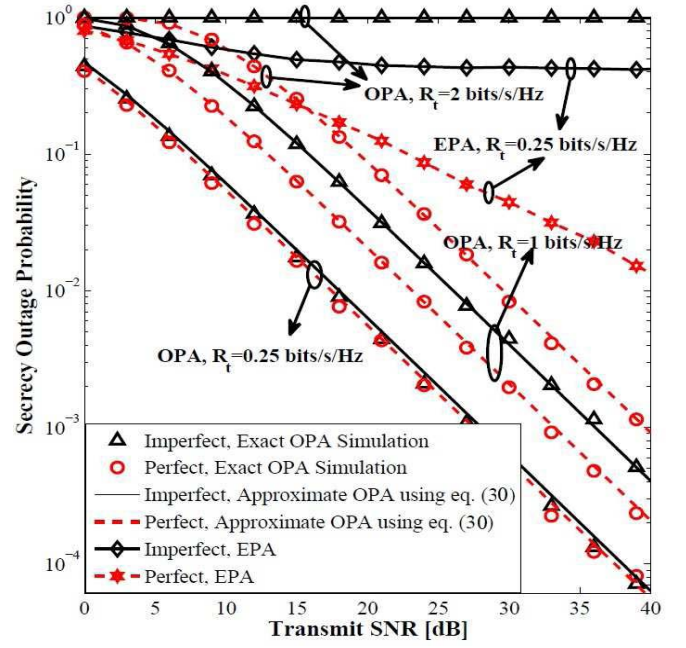 10^0
10^-1
10^-2
10^-3
10^-4
Secrecy Outage Probability
OPA, R_t=2 bits/s/Hz
EPA, R_t=0.25 bits/s/Hz
OPA, R_t=1 bits/s/Hz
OPA, R_t=0.25 bits/s/Hz
Imperfect, Exact OPA Simulation
Perfect, Exact OPA Simulation
Imperfect, Approximate OPA using eq. (30)
Perfect, Approximate OPA using eq. (30)
Imperfect, EPA
Perfect, EPA
0 5 10 15 20 25 30 35 40
Transmit SNR [dB]